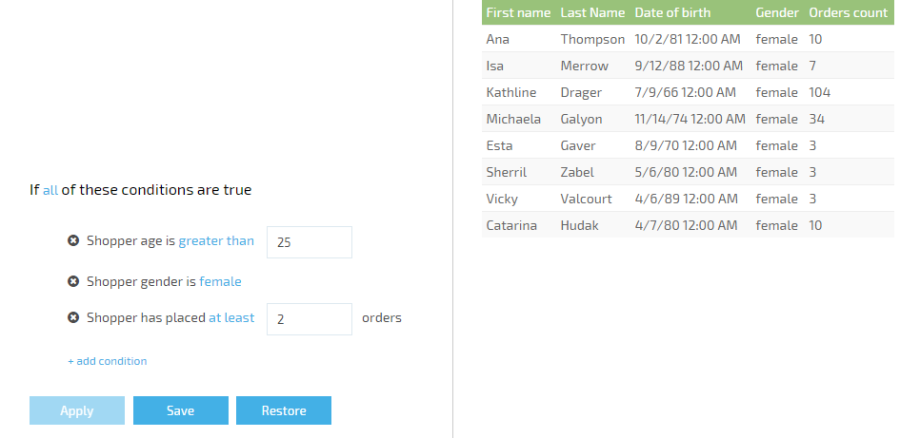 If all of these conditions are true
Shopper age is greater than 25
Shopper gender is female
Shopper has placed at least 2 orders
+ add condition
Apply Save Restore
First name Last Name Date of birth Gender Orders count
Ana Thompson 10/2/81 12:00 AM female 10
Isa Merrow 9/12/88 12:00 AM female 7
Kathline Drager 7/9/66 12:00 AM female 104
Michaela Galyon 11/14/74 12:00 AM female 34
Esta Gaver 8/9/70 12:00 AM female 3
Sherril Zabel 5/6/80 12:00 AM female 3
Vicky Valcourt 4/6/89 12:00 AM female 3
Catarina Hudak 4/7/80 12:00 AM female 10